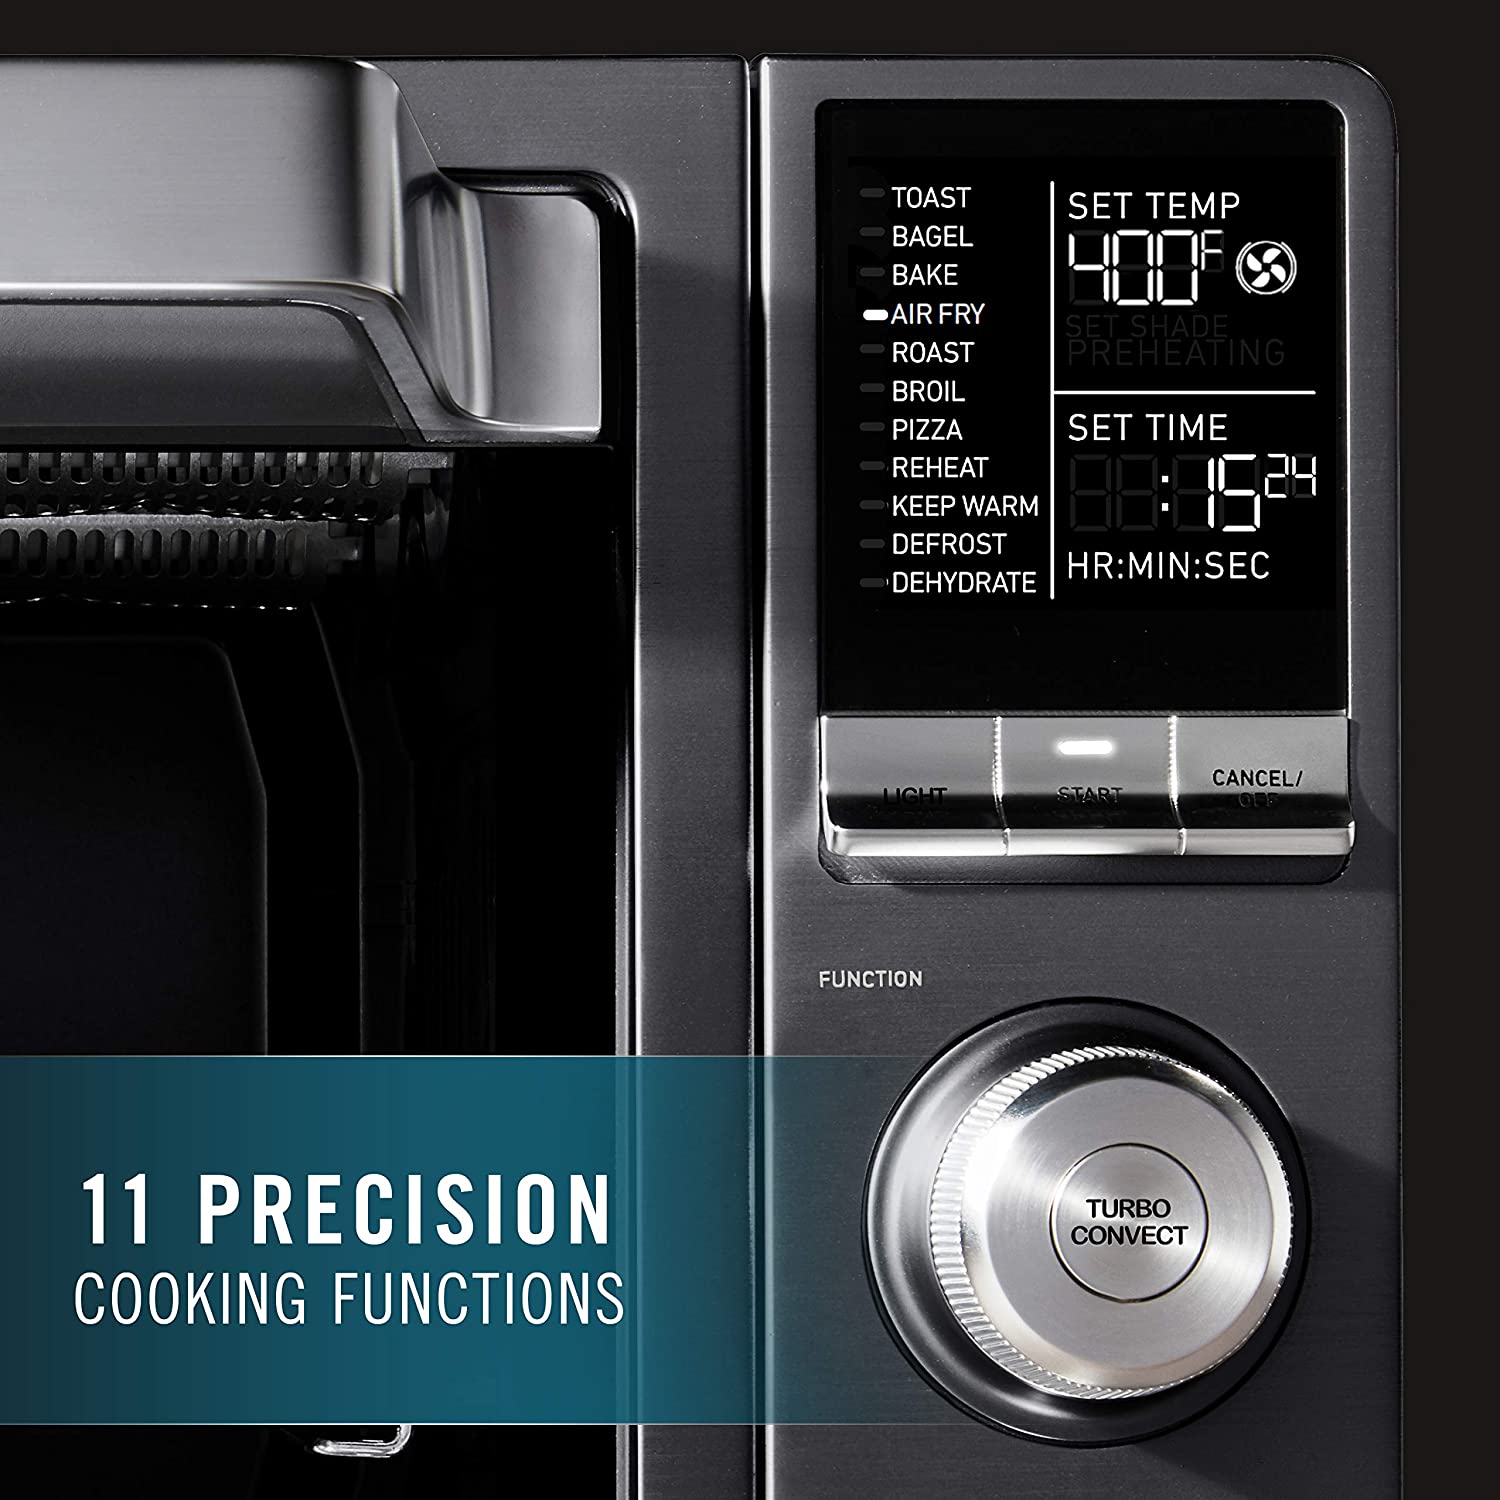 TOAST
BAGEL
BAKE
AIR FRY
ROAST
BROIL
PIZZA
REHEAT
KEEP WARM
DEFROST
DEHYDRATE
SET TEMP
400F
SET SHADE
PREHEATING
SET TIME
:15 24
HR:MIN:SEC
LIGHT
START
CANCEL/
OFF
FUNCTION
TURBO
CONVECT
11 PRECISION
COOKING FUNCTIONS